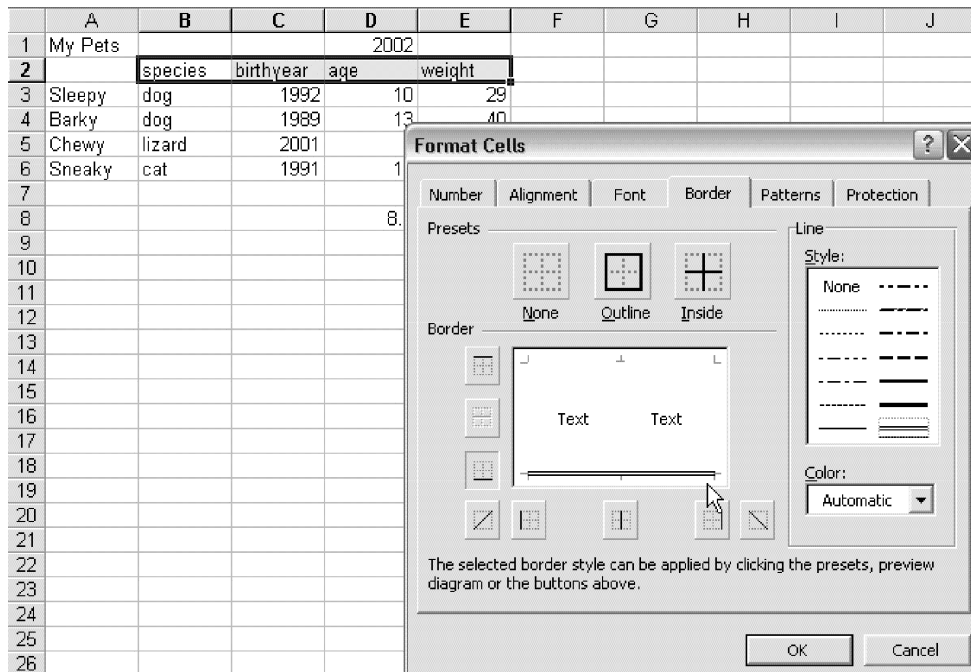 A B C D E F G H I J
1 My Pets 2002
2 species birthyear age weight
3 Sleepy dog 1992 10 29
4 Barky dog 1989 13 40
5 Chewy lizard 2001
6 Sneaky cat 1991 1
7
8 8.
9
10
11
12
13
14
15
16
17
18
19
20
21
22
23
24
25
26
Format Cells
Number Alignment Font Border Patterns Protection
Presets
None Outline Inside
Border
Text Text
Line
Style:
None
Color:
Automatic
The selected border style can be applied by clicking the presets, preview
diagram or the buttons above.
OK Cancel